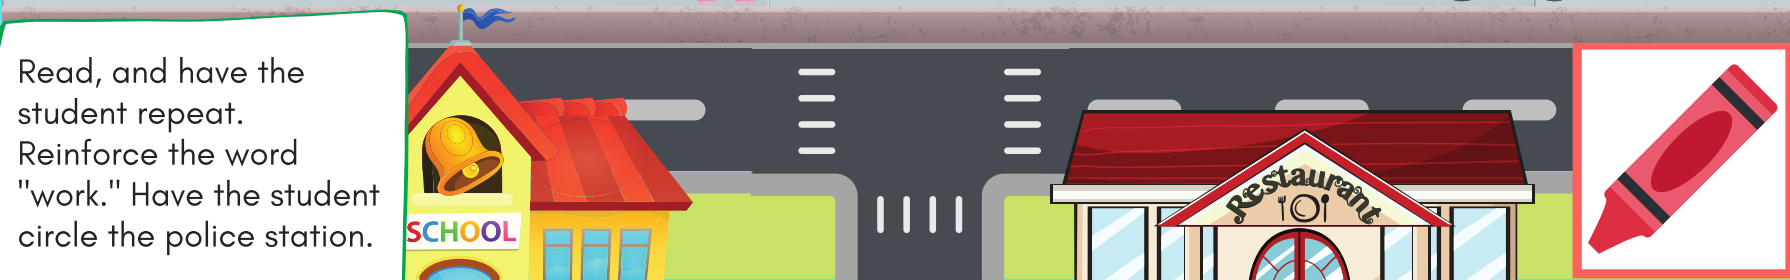 Read, and have the
student repeat.
Reinforce the word
"work." Have the student
circle the police station.
SCHOOL
Restaurant